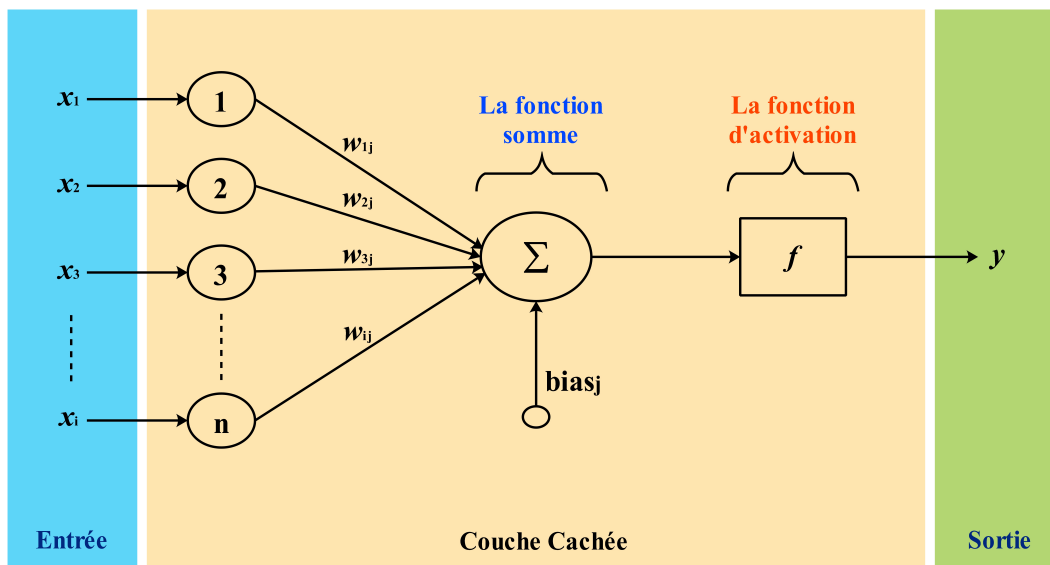 x1
1
x2
2
x3
3
xi
n
w1j
w2j
w3j
wij
La fonction
somme
Σ
biasj
La fonction
d'activation
f
y
Entrée
Couche Cachée
Sortie